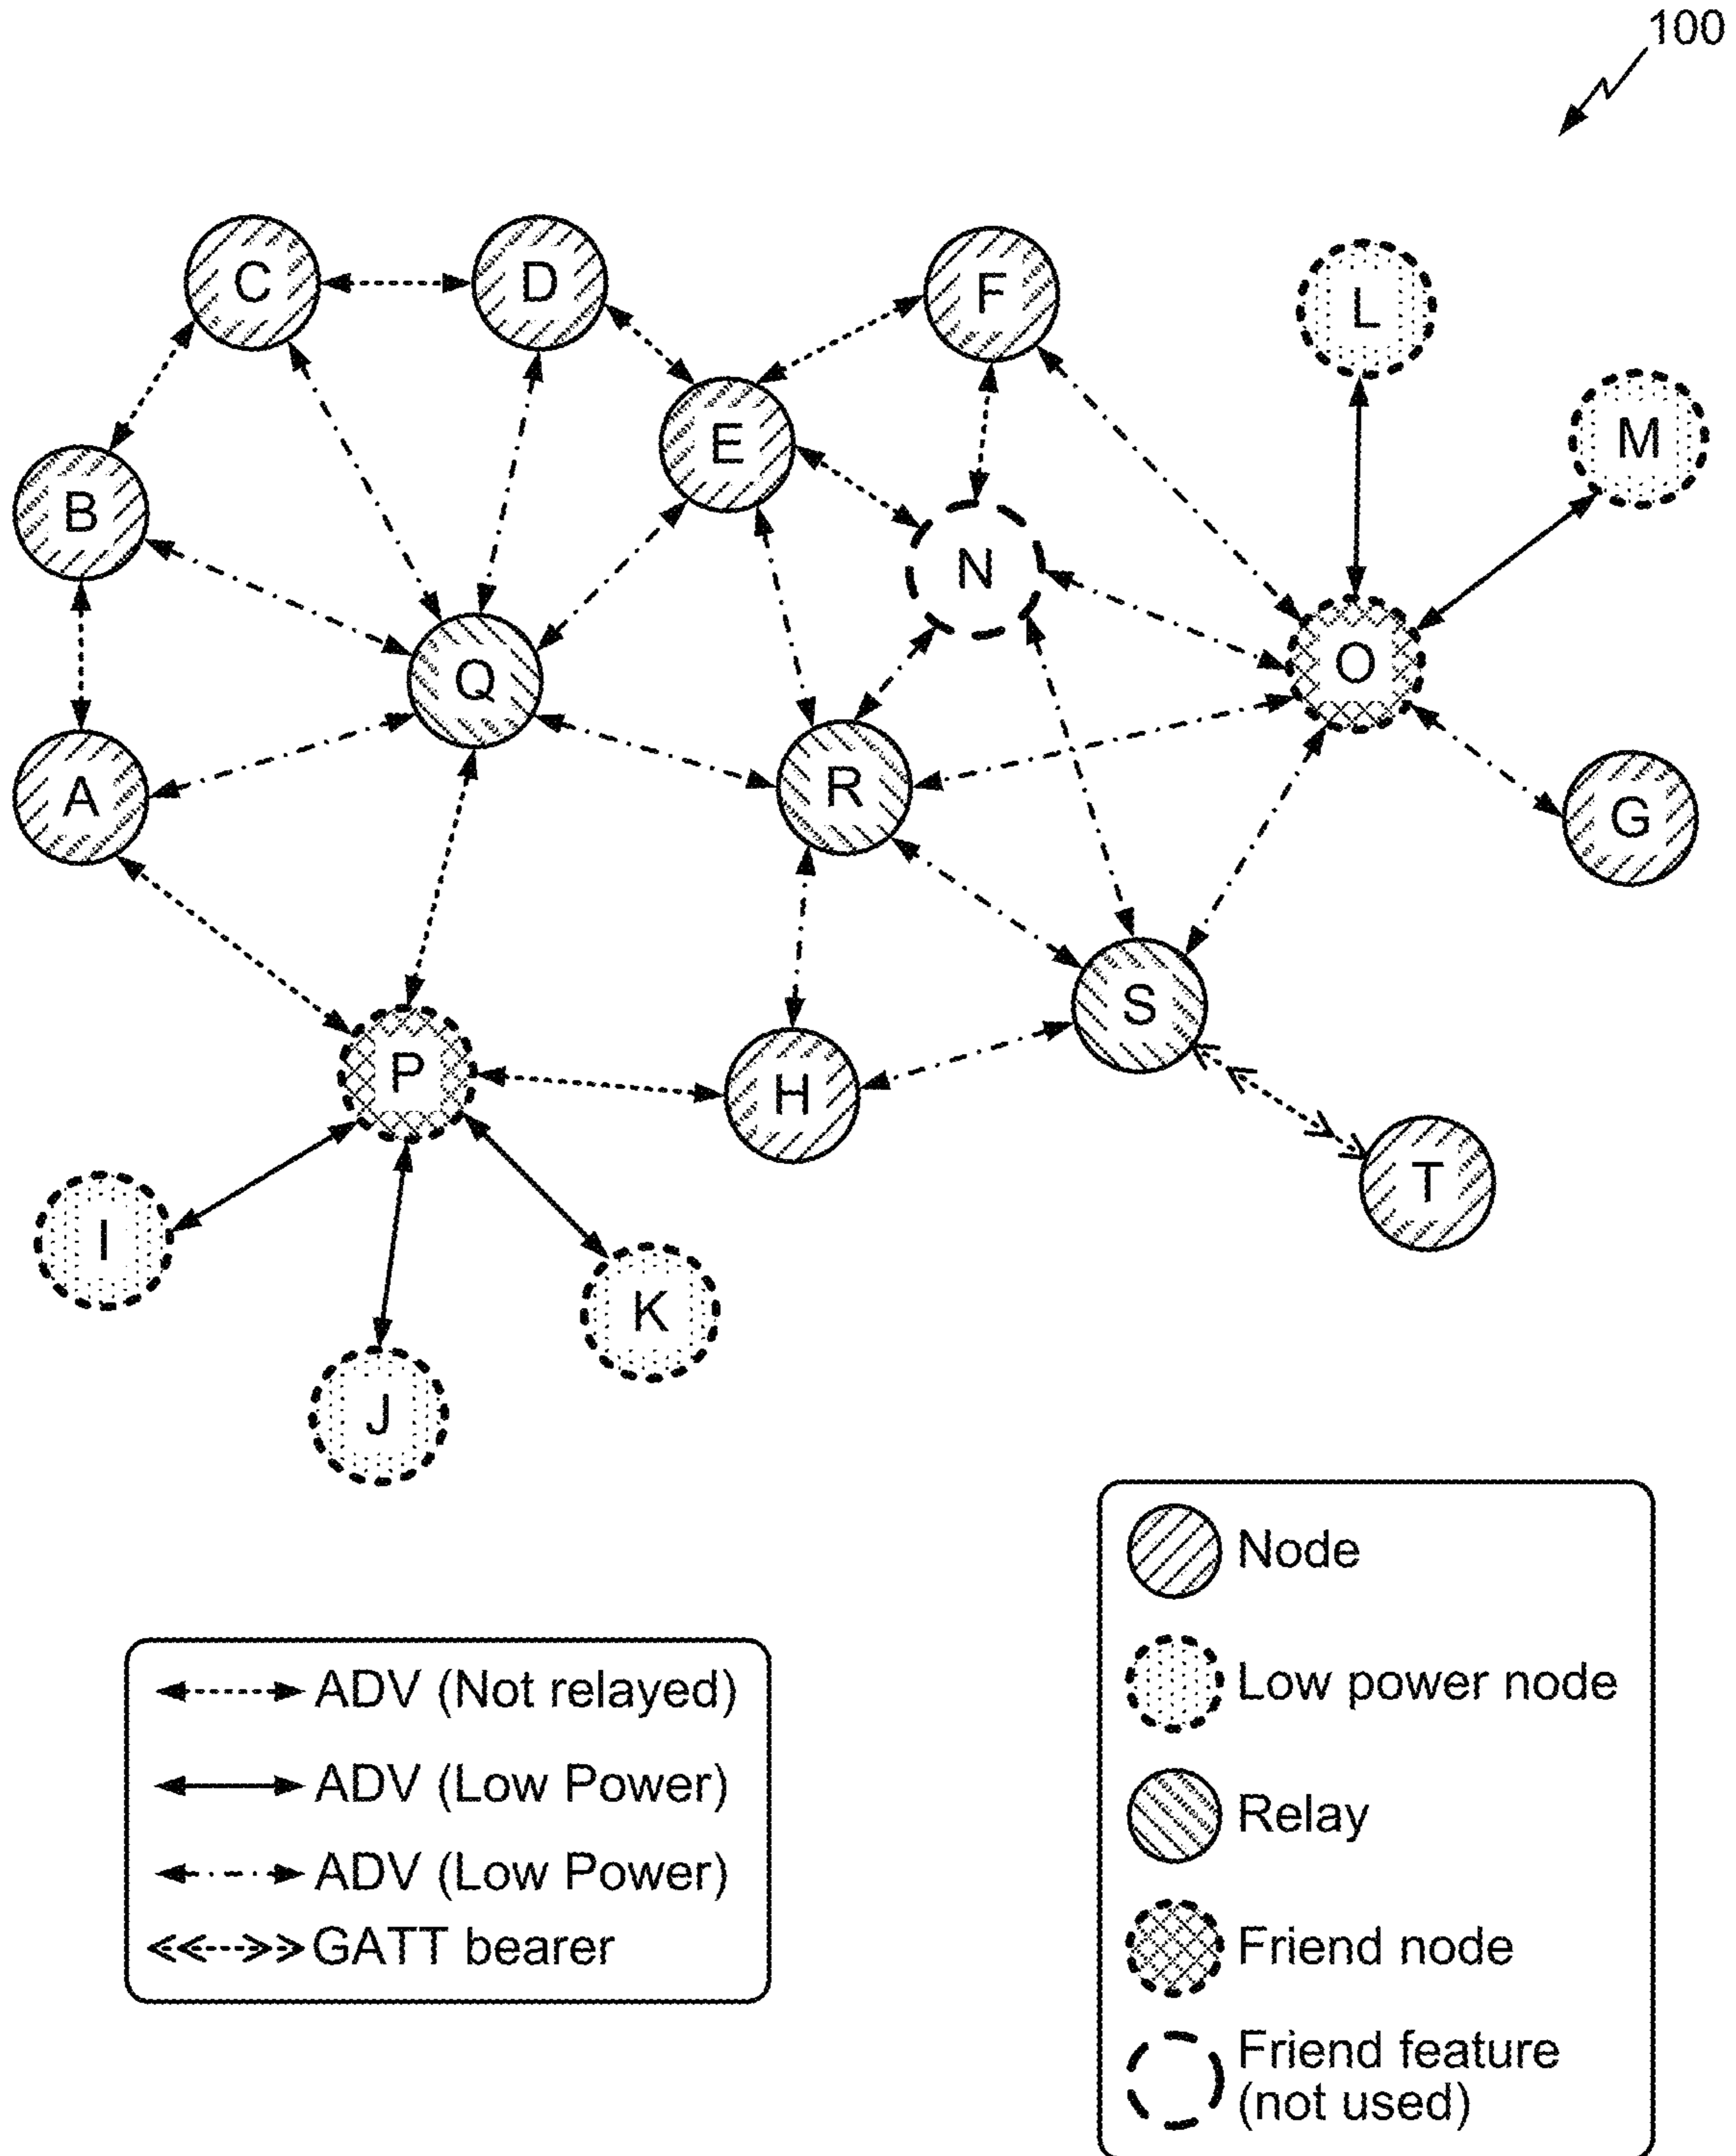 100
C
D
F
L
M
E
B
N
O
Q
A
R
G
S
P
H
T
I
K
J
ADV (Not relayed)
ADV (Low Power)
ADV (Low Power)
GATT bearer
Node
Low power node
Relay
Friend node
Friend feature
(not used)